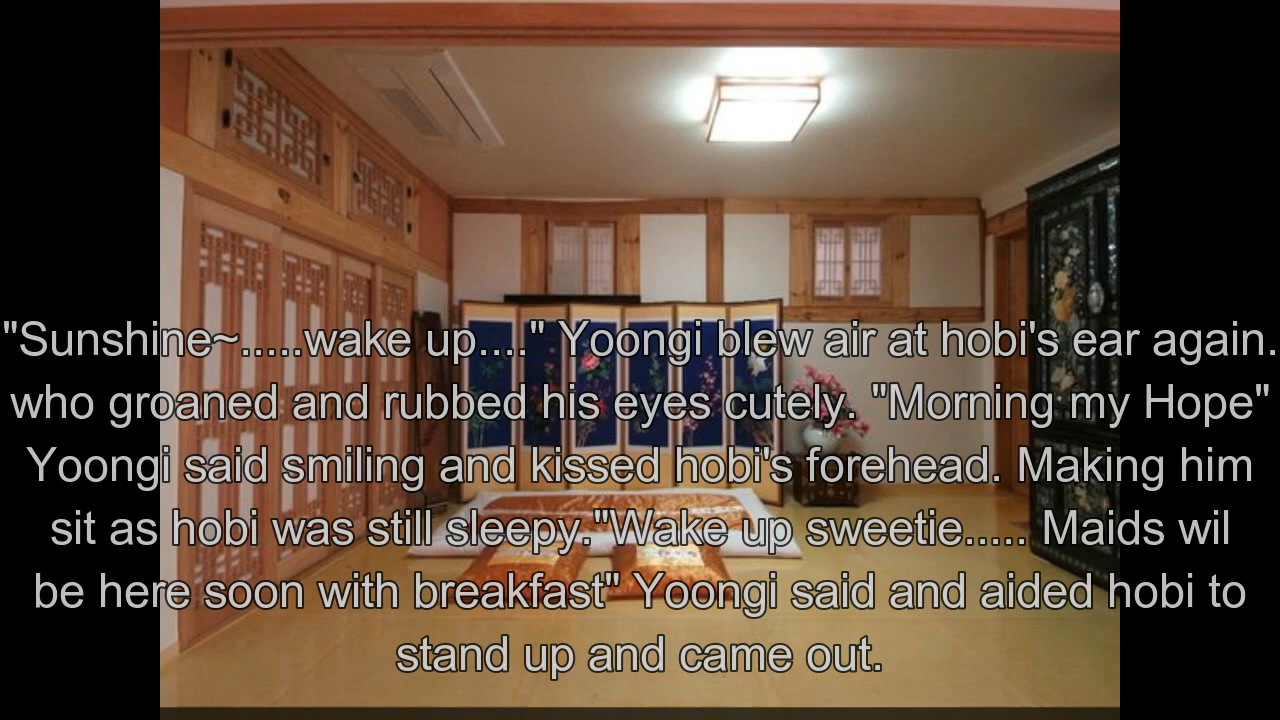 "Sunshine~.....wake up...." Yoongi blew air at hobi's ear again.
who groaned and rubbed his eyes cutely. "Morning my Hope"
Yoongi said smiling and kissed hobi's forehead. Making him
sit as hobi was still sleepy."Wake up sweetie..... Maids wil
be here soon with breakfast" Yoongi said and aided hobi to
stand up and came out.